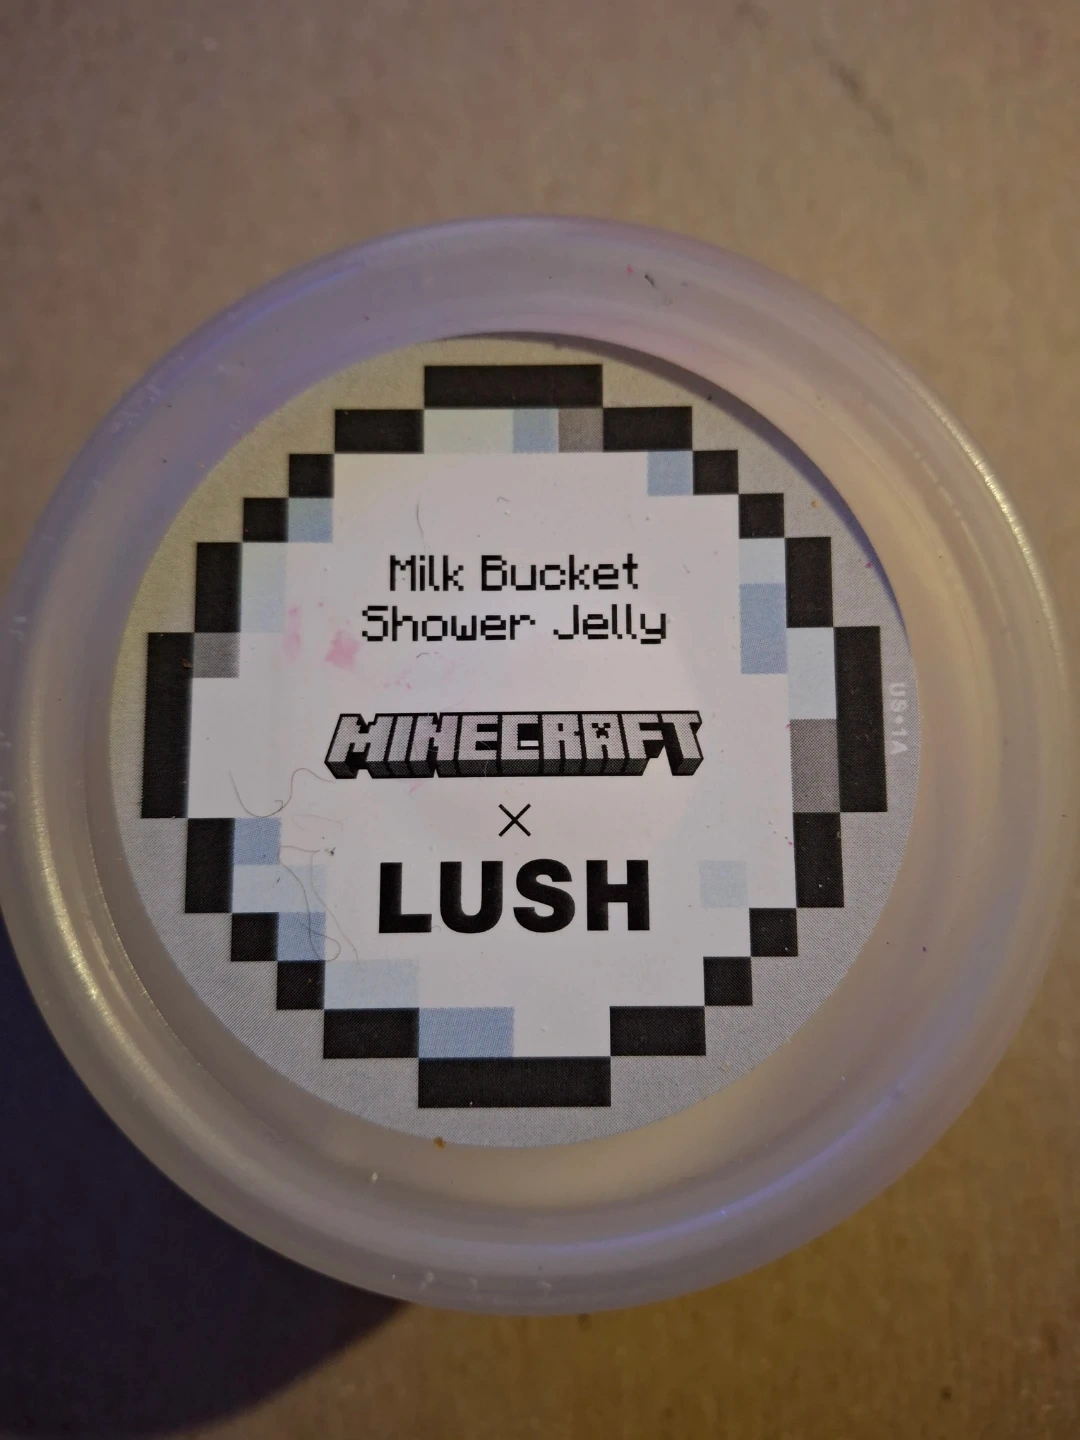 Milk Bucket
Shower Jelly
MINECRAFT
×
LUSH
US•1A